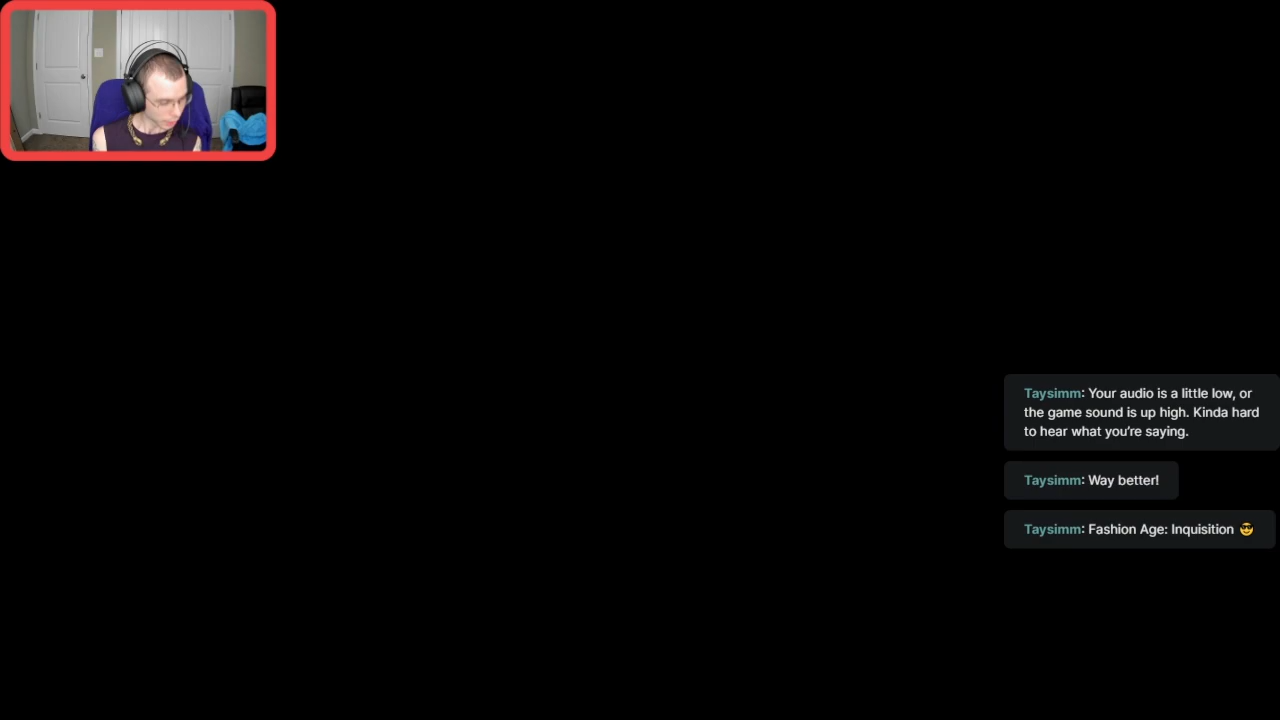 Taysimm: Your audio is a little low, or
the game sound is up high. Kinda hard
to hear what you’re saying.
Taysimm: Way better!
Taysimm: Fashion Age: Inquisition 😎